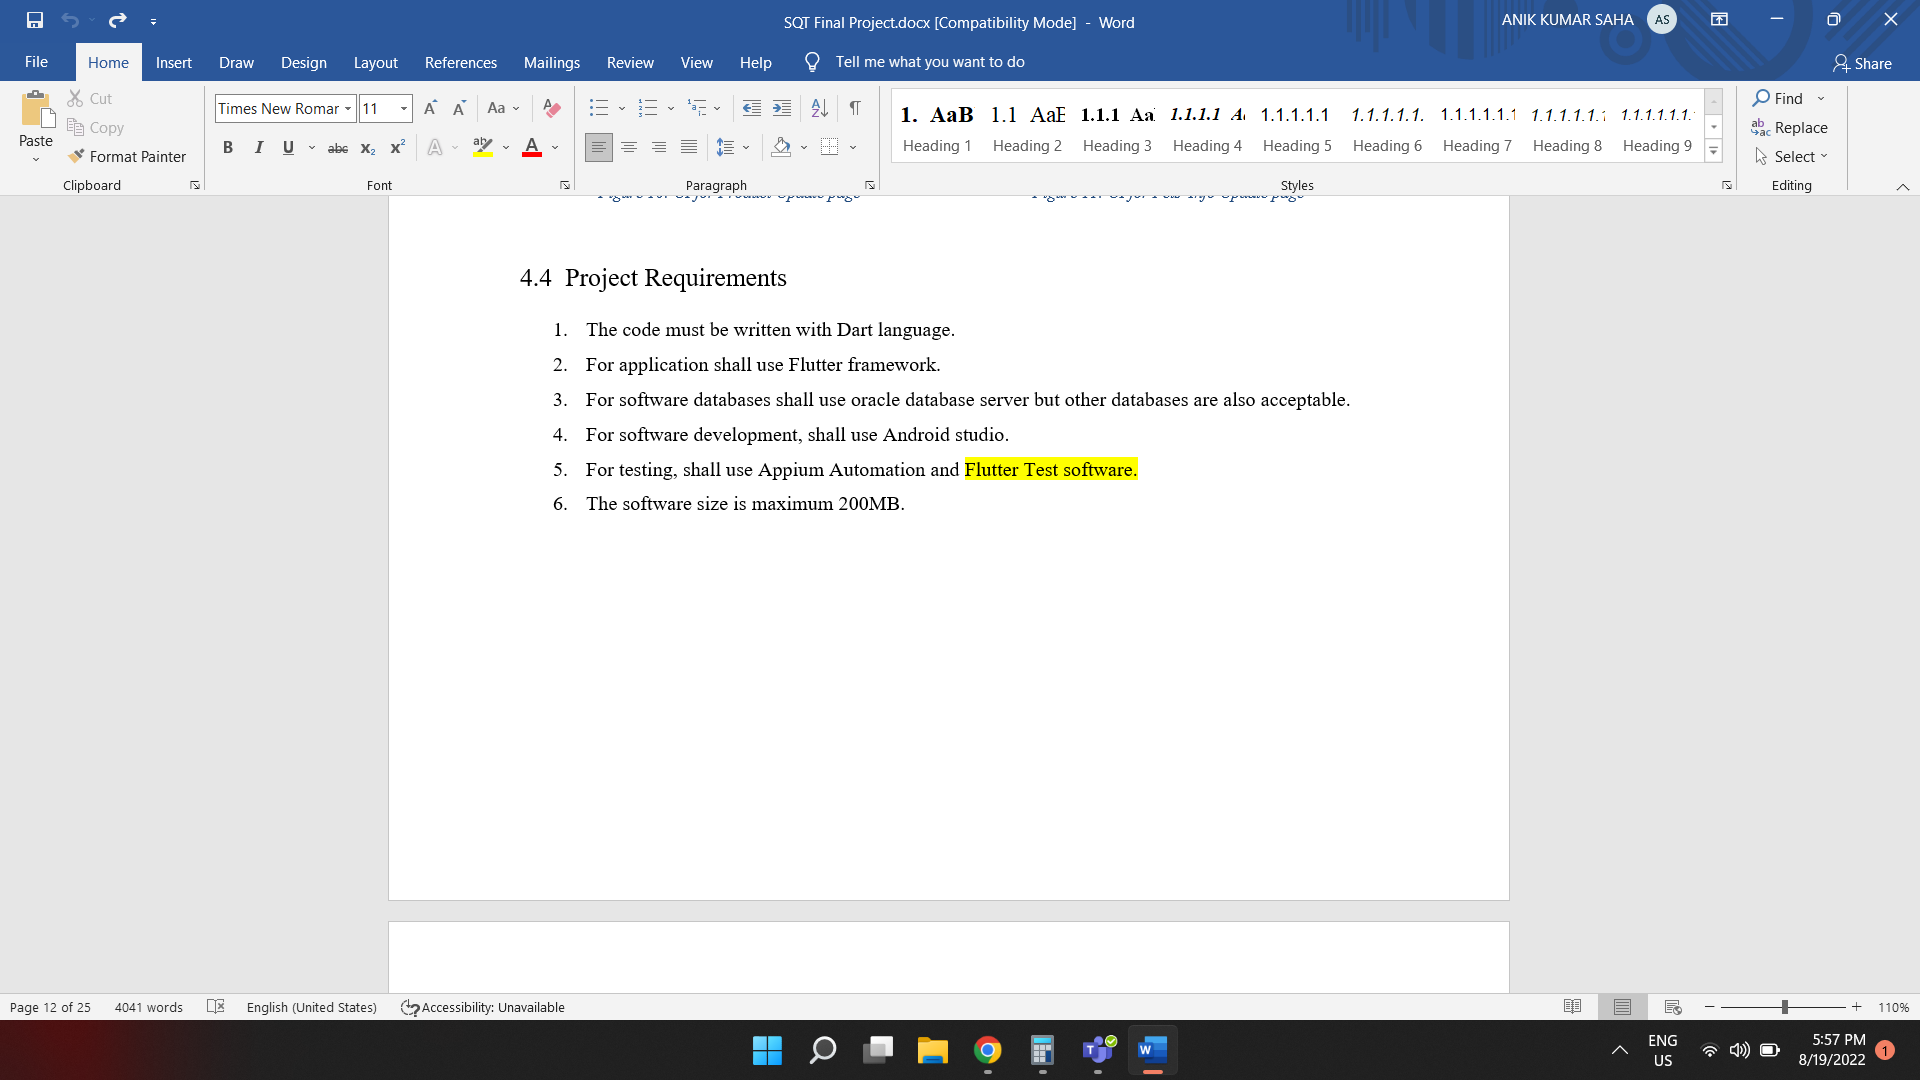 SQT Final Project.docx [Compatibility Mode] - Word
ANIK KUMAR SAHA AS
File Home Insert Draw Design Layout References Mailings Review View Help Tell me what you want to do Share
Paste
Cut
Copy
Format Painter
Clipboard
Times New Roman 11
Font
Paragraph
1. AaB 1.1 AaE 1.1.1 Aa 1.1.1.1 A 1.1.1.1.1 1.1.1.1.1. 1.1.1.1.1.1 1.1.1.1.1.1 1.1.1.1.1.1.
Heading 1 Heading 2 Heading 3 Heading 4 Heading 5 Heading 6 Heading 7 Heading 8 Heading 9
Styles
Find
Replace
Select
Editing
4.4 Project Requirements
1. The code must be written with Dart language.
2. For application shall use Flutter framework.
3. For software databases shall use oracle database server but other databases are also acceptable.
4. For software development, shall use Android studio.
5. For testing, shall use Appium Automation and Flutter Test software.
6. The software size is maximum 200MB.
Page 12 of 25 4041 words English (United States) Accessibility: Unavailable 110%
ENG
US
5:57 PM
8/19/2022
1